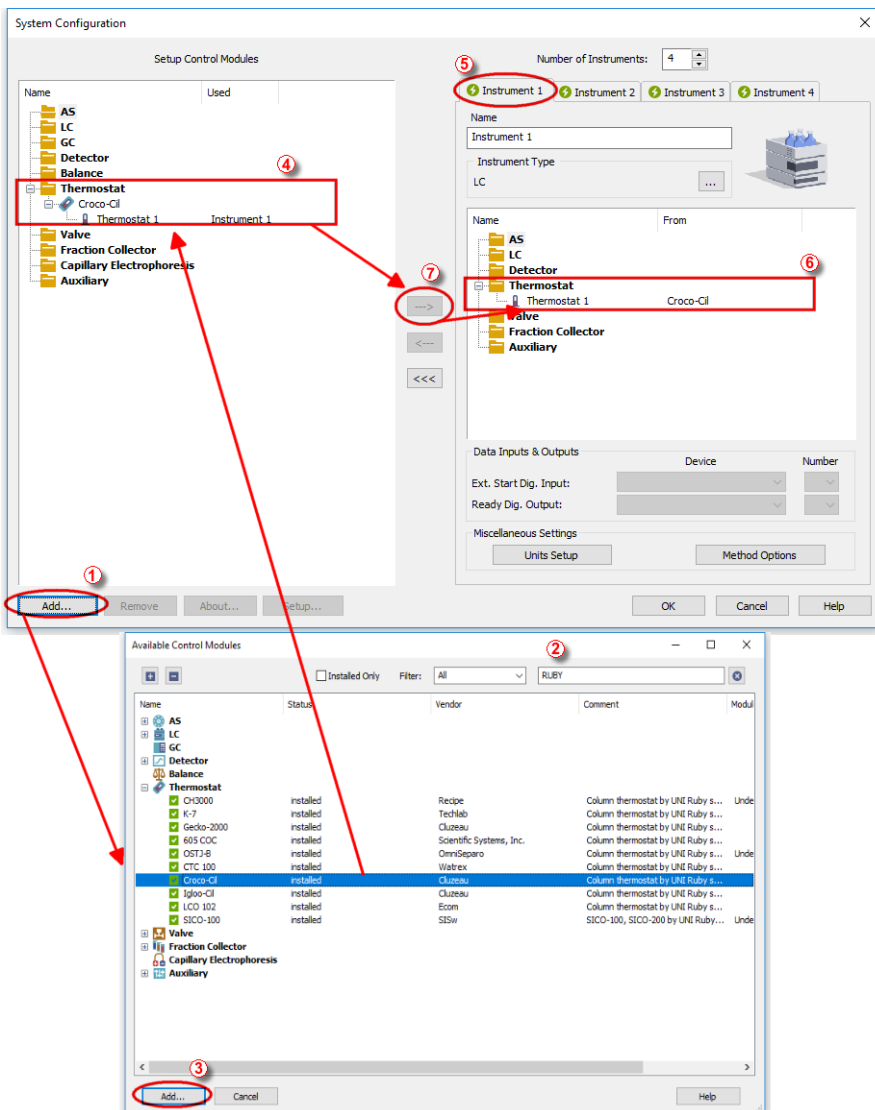 System Configuration
Setup Control Modules
Number of Instruments: 4
⑤
Name Used
AS
LC
GC
Detector
Balance
④
Thermostat
Croco-Cil
Thermostat 1 Instrument 1
Valve
Fraction Collector
Capillary Electrophoresis
Auxiliary
⑦
--->
<---
<<<
Instrument 1 Instrument 2 Instrument 3 Instrument 4
Name
Instrument 1
Instrument Type
LC ...
Name From
AS
LC
Detector
⑥
Thermostat
Thermostat 1 Croco-Cil
Valve
Fraction Collector
Auxiliary
Data Inputs & Outputs
Device Number
Ext. Start Dig. Input:
Ready Dig. Output:
Miscellaneous Settings
Units Setup Method Options
①
Add... Remove About... Setup... OK Cancel Help
Available Control Modules
②
Installed Only Filter: All RUBY
Name Status Vendor Comment Modul
AS
LC
GC
Detector
Balance
Thermostat
CH3000 installed Recipe Column thermostat by UNI Ruby s... Unde
K-7 installed Techlab Column thermostat by UNI Ruby s...
Gecko-2000 installed Cluzeau Column thermostat by UNI Ruby s...
605 COC installed Scientific Systems, Inc. Column thermostat by UNI Ruby s...
OSTJ-B installed OmniSeparo Column thermostat by UNI Ruby s... Unde
CTC 100 installed Watrex Column thermostat by UNI Ruby s...
Croco-Cil installed Cluzeau Column thermostat by UNI Ruby s...
Igloo-Cil installed Cluzeau Column thermostat by UNI Ruby s...
LCO 102 installed Ecom Column thermostat by UNI Ruby s...
SICO-100 installed SISw SICO-100, SICO-200 by UNI Ruby... Unde
Valve
Fraction Collector
Capillary Electrophoresis
Auxiliary
③
Add... Cancel Help